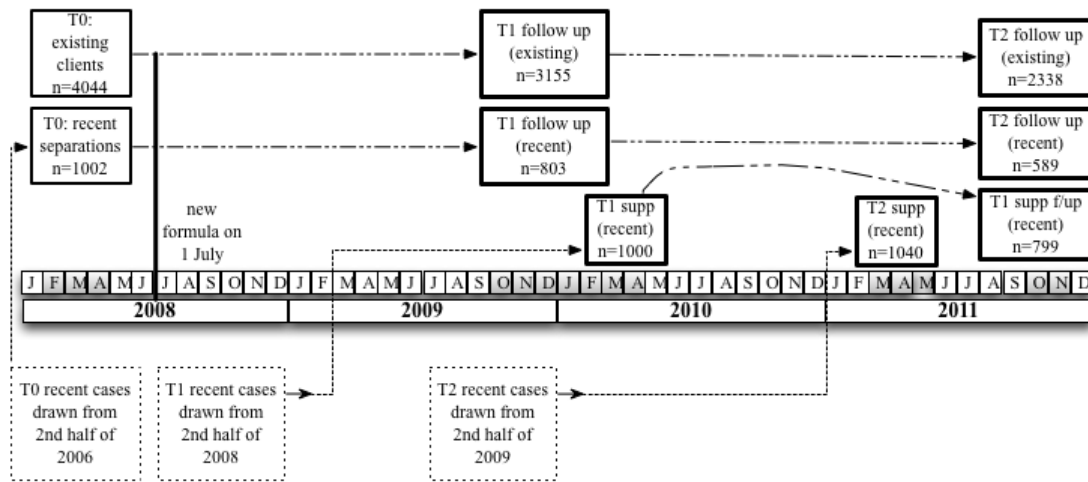 T0:
existing
clients
n=4044
T1 follow up
(existing)
n=3155
T2 follow up
(existing)
n=2338
T0: recent
separations
n=1002
T1 follow up
(recent)
n=803
T2 follow up
(recent)
n=589
new
formula on
1 July
T1 supp
(recent)
n=1000
T2 supp
(recent)
n=1040
T1 supp f/up
(recent)
n=799
J F M A M J J A S O N D J F M A M J J A S O N D J F M A M J J A S O N D J F M A M J J A S O N D
2008 2009 2010 2011
T0 recent cases
drawn from
2nd half of
2006
T1 recent cases
drawn from
2nd half of
2008
T2 recent cases
drawn from
2nd half of
2009